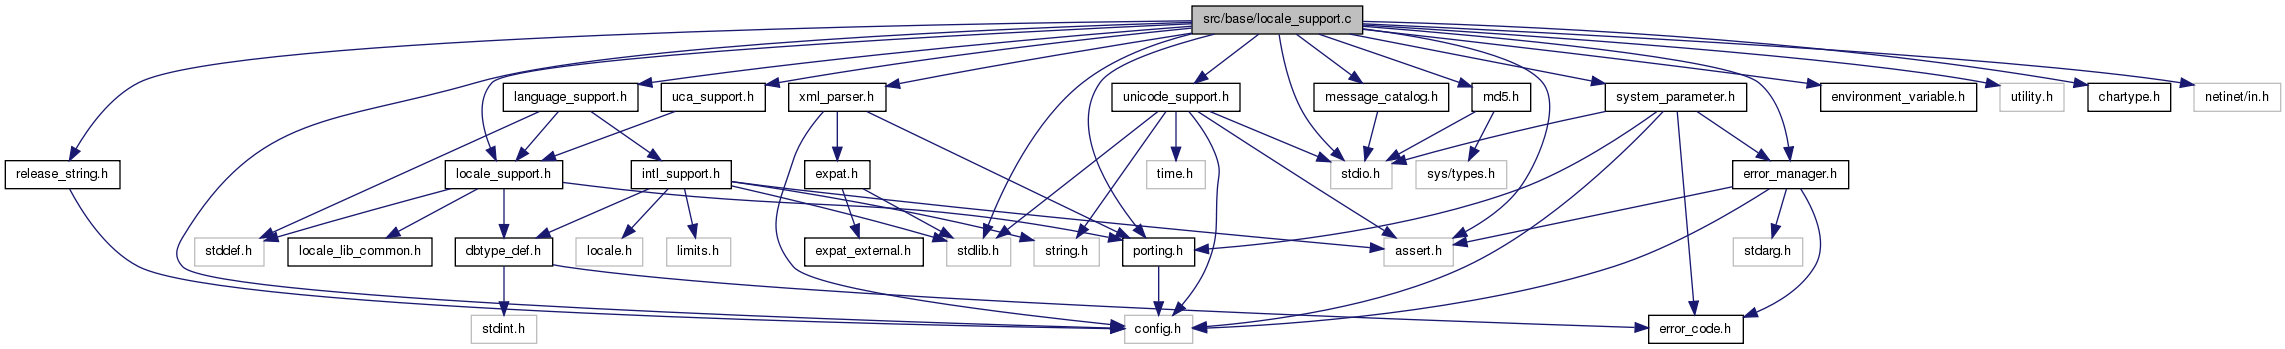 src/base/locale_support.c
language_support.h
uca_support.h
xml_parser.h
unicode_support.h
message_catalog.h
md5.h
system_parameter.h
environment_variable.h
utility.h
chartype.h
netinet/in.h
release_string.h
locale_support.h
intl_support.h
expat.h
time.h
stdio.h
sys/types.h
error_manager.h
stddef.h
locale_lib_common.h
dbtype_def.h
locale.h
limits.h
expat_external.h
stdlib.h
string.h
porting.h
assert.h
stdarg.h
stdint.h
config.h
error_code.h